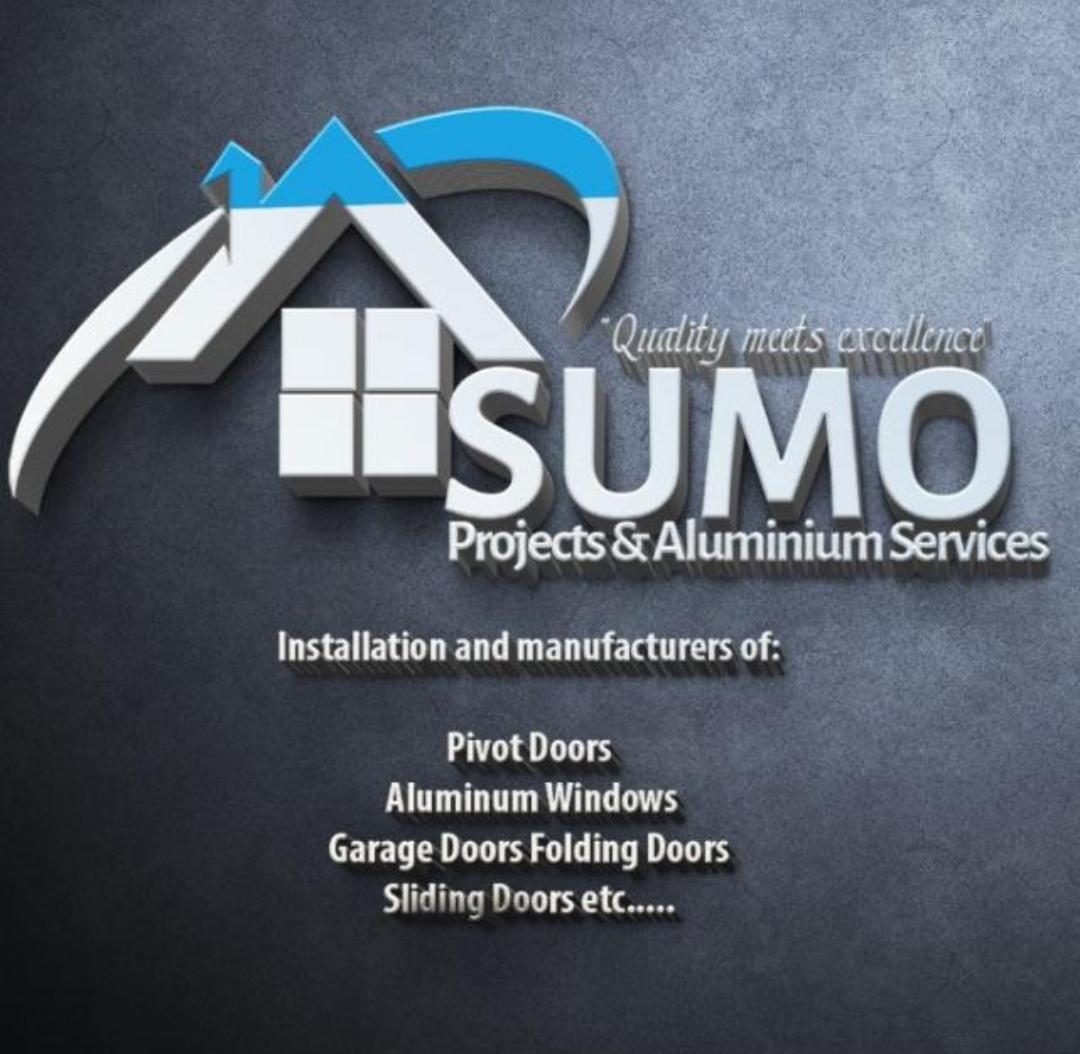 "Quality meets excellence"
SUMO
Projects & Aluminium Services
Installation and manufacturers of:
Pivot Doors
Aluminum Windows
Garage Doors Folding Doors
Sliding Doors etc.....